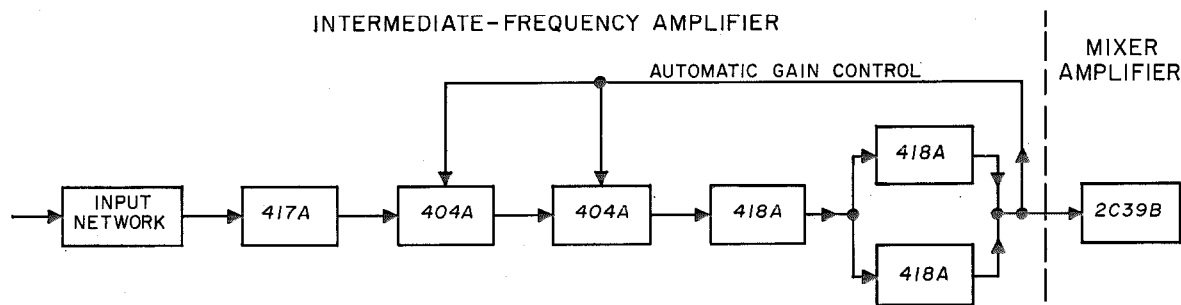 INTERMEDIATE-FREQUENCY AMPLIFIER
MIXER
AMPLIFIER
AUTOMATIC GAIN CONTROL
INPUT
NETWORK
417A
404A
404A
418A
418A
418A
2C39B